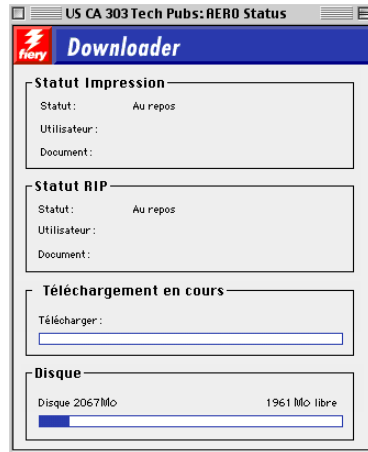 US CA 303 Tech Pubs: AERO Status
fiery
Downloader
Statut Impression
Statut : Au repos
Utilisateur :
Document :
Statut RIP
Statut : Au repos
Utilisateur :
Document :
Téléchargement en cours
Télécharger :
Disque
Disque 2067Mo 1961 Mo libre